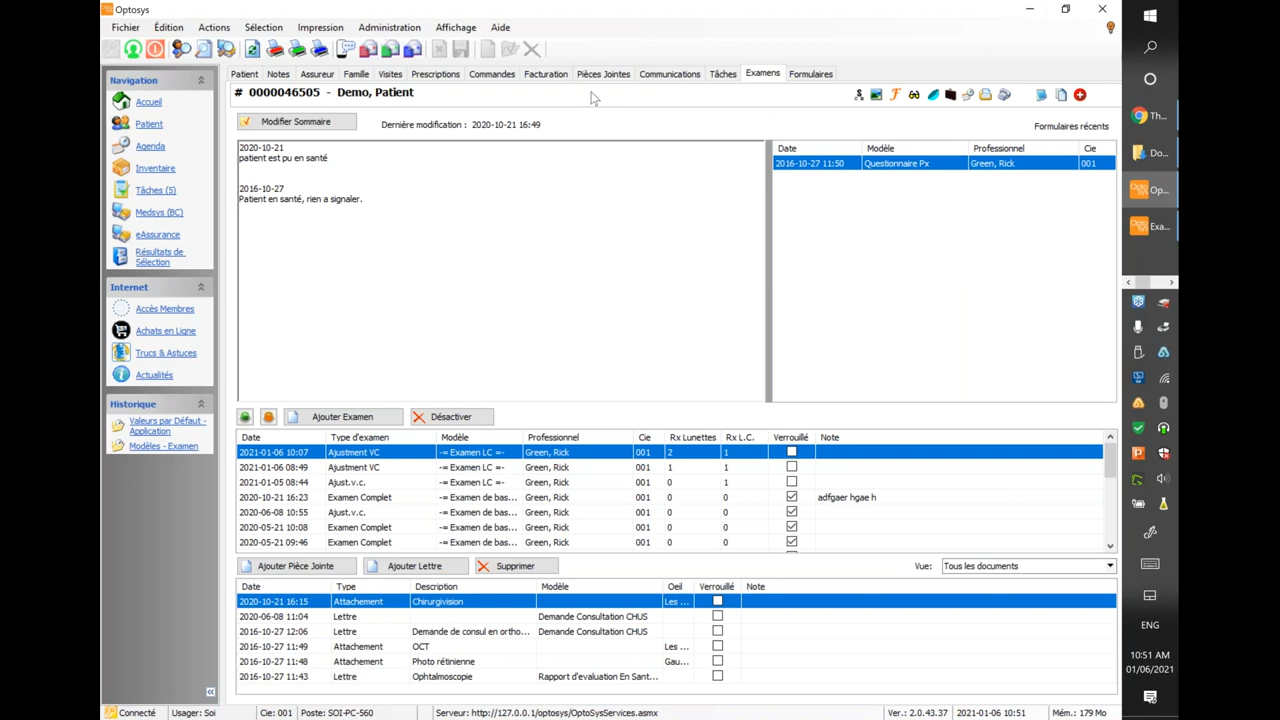 Optosys
Fichier Édition Actions Sélection Impression Administration Affichage Aide
Navigation
Accueil
Patient
Agenda
Inventaire
Tâches (5)
Medsys (BC)
eAssurance
Résultats de
Sélection
Internet
Accès Membres
Achats en Ligne
Trucs & Astuces
Actualités
Historique
Valeurs par Défaut -
Application
Modèles - Examen
Patient Notes Assureur Famille Visites Prescriptions Commandes Facturation Pièces Jointes Communications Tâches Examens Formulaires
# 0000046505 - Demo, Patient
Modifier Sommaire Dernière modification : 2020-10-21 16:49 Formulaires récents
2020-10-21
patient est pu en santé
2016-10-27
Patient en santé, rien a signaler.
Date Modèle Professionnel Cie
2016-10-27 11:50 Questionnaire Px Green, Rick 001
Ajouter Examen Désactiver
Date Type d'examen Modèle Professionnel Cie Rx Lunettes Rx L.C. Verrouillé Note
2021-01-06 10:07 Ajustment VC -= Examen LC =- Green, Rick 001 2 1
2021-01-06 08:49 Ajustment VC -= Examen LC =- Green, Rick 001 1 1
2021-01-05 08:44 Ajust.v.c. -= Examen LC =- Green, Rick 001 0 1
2020-10-21 16:23 Examen Complet -= Examen de bas... Green, Rick 001 0 0 adfgaer hgae h
2020-06-08 10:55 Ajust.v.c. -= Examen de bas... Green, Rick 001 0 0
2020-05-21 10:08 Examen Complet -= Examen de bas... Green, Rick 001 0 0
2020-05-21 09:46 Examen Complet -= Examen de bas... Green, Rick 001 0 0
Ajouter Pièce Jointe Ajouter Lettre Supprimer Vue: Tous les documents
Date Type Description Modèle Oeil Verrouillé Note
2020-10-21 16:15 Attachement Chirurgivision Les ...
2020-06-08 11:04 Lettre Demande Consultation CHUS
2016-10-27 12:06 Lettre Demande de consul en ortho... Demande Consultation CHUS
2016-10-27 11:49 Attachement OCT Les ...
2016-10-27 11:48 Attachement Photo rétinienne Gau...
2016-10-27 11:43 Lettre Ophtalmoscopie Rapport d'evaluation En Sant...
Connecté Usager: Soi Cie: 001 Poste: SOI-PC-560 Serveur: http://127.0.0.1/optosys/OptoSysServices.asmx Ver.: 2.0.43.37 2021-01-06 10:51 Mém.: 179 Mo
Th...
Do...
Op...
Exa...
ENG
10:51 AM
01/06/2021